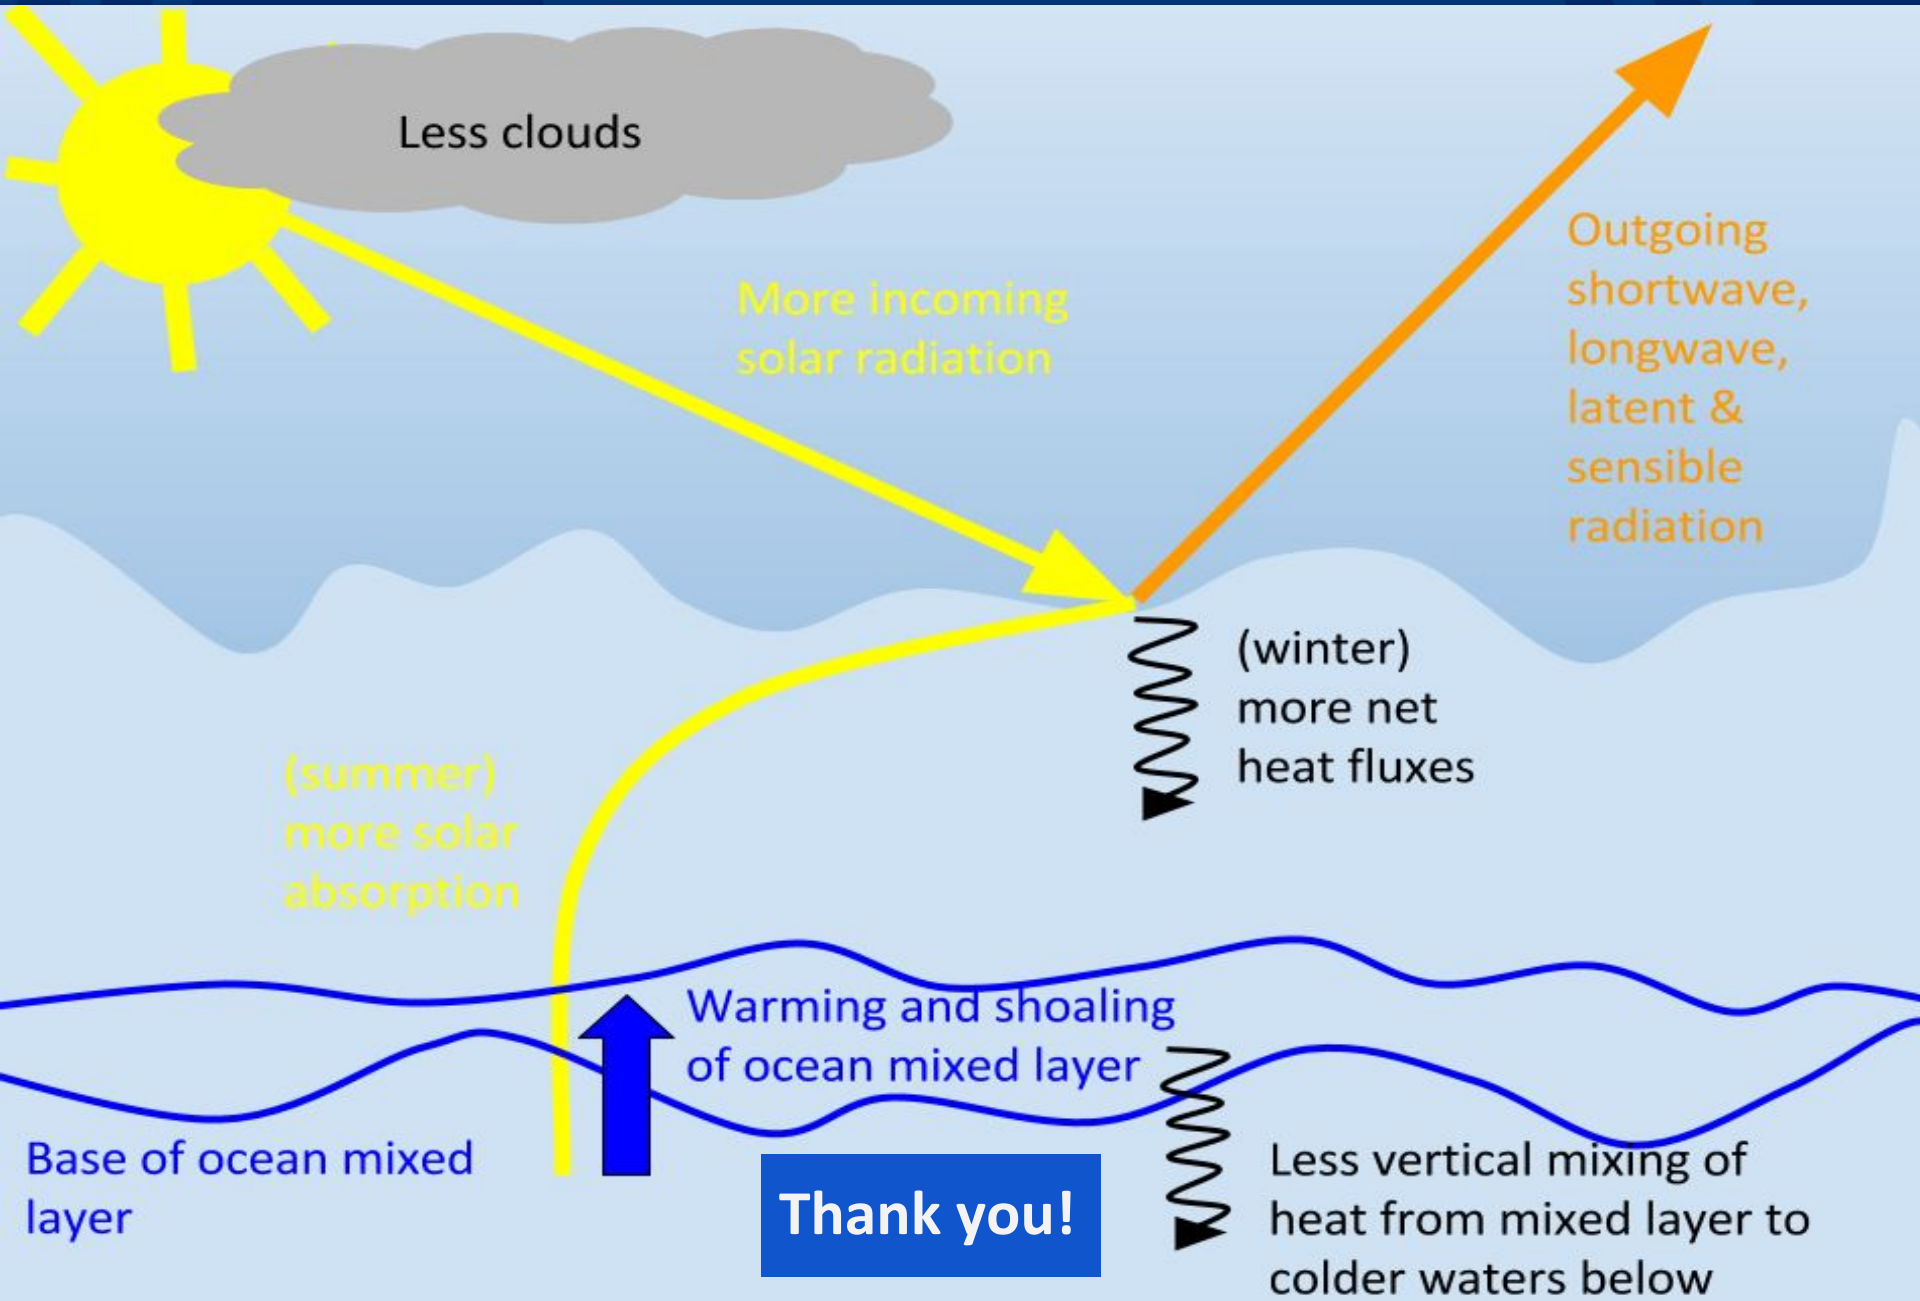 Less clouds
More incoming
solar radiation
Outgoing
shortwave,
longwave,
latent &
sensible
radiation
(winter)
more net
heat fluxes
(summer)
more solar
absorption
Warming and shoaling
of ocean mixed layer
Base of ocean mixed
layer
Thank you!
Less vertical mixing of
heat from mixed layer to
colder waters below